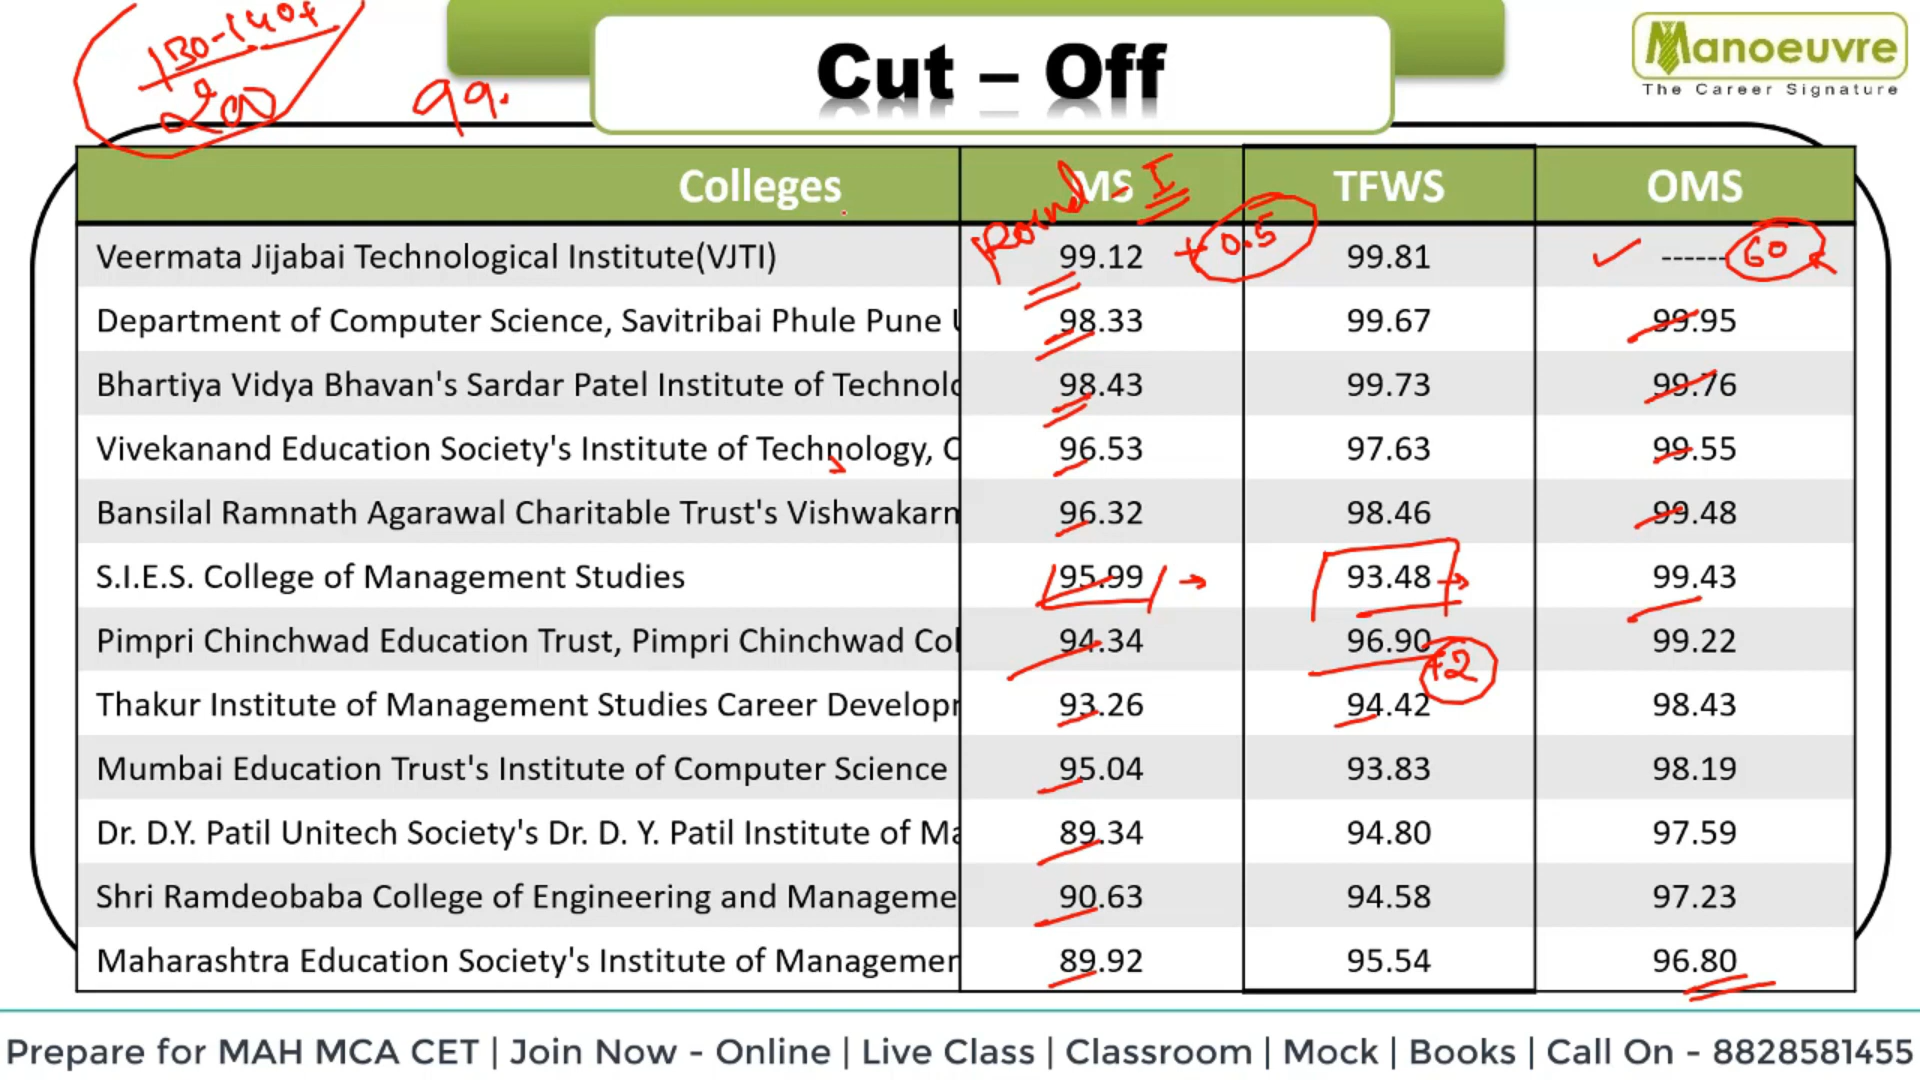 130-140+
200
99.
Cut – Off
Manoeuvre
The Career Signature
Colleges MS TFWS OMS
Round - I
+0.5
Veermata Jijabai Technological Institute(VJTI) 99.12 99.81 ------ 60
Department of Computer Science, Savitribai Phule Pune 98.33 99.67 99.95
Bhartiya Vidya Bhavan's Sardar Patel Institute of Technolo 98.43 99.73 99.76
Vivekanand Education Society's Institute of Technology, C 96.53 97.63 99.55
Bansilal Ramnath Agarawal Charitable Trust's Vishwakarm 96.32 98.46 99.48
S.I.E.S. College of Management Studies 95.99 93.48 99.43
Pimpri Chinchwad Education Trust, Pimpri Chinchwad Col 94.34 96.90 99.22
+2
Thakur Institute of Management Studies Career Developm 93.26 94.42 98.43
Mumbai Education Trust's Institute of Computer Science 95.04 93.83 98.19
Dr. D.Y. Patil Unitech Society's Dr. D. Y. Patil Institute of Ma 89.34 94.80 97.59
Shri Ramdeobaba College of Engineering and Manageme 90.63 94.58 97.23
Maharashtra Education Society's Institute of Managemen 89.92 95.54 96.80
Prepare for MAH MCA CET | Join Now - Online | Live Class | Classroom | Mock | Books | Call On - 8828581455